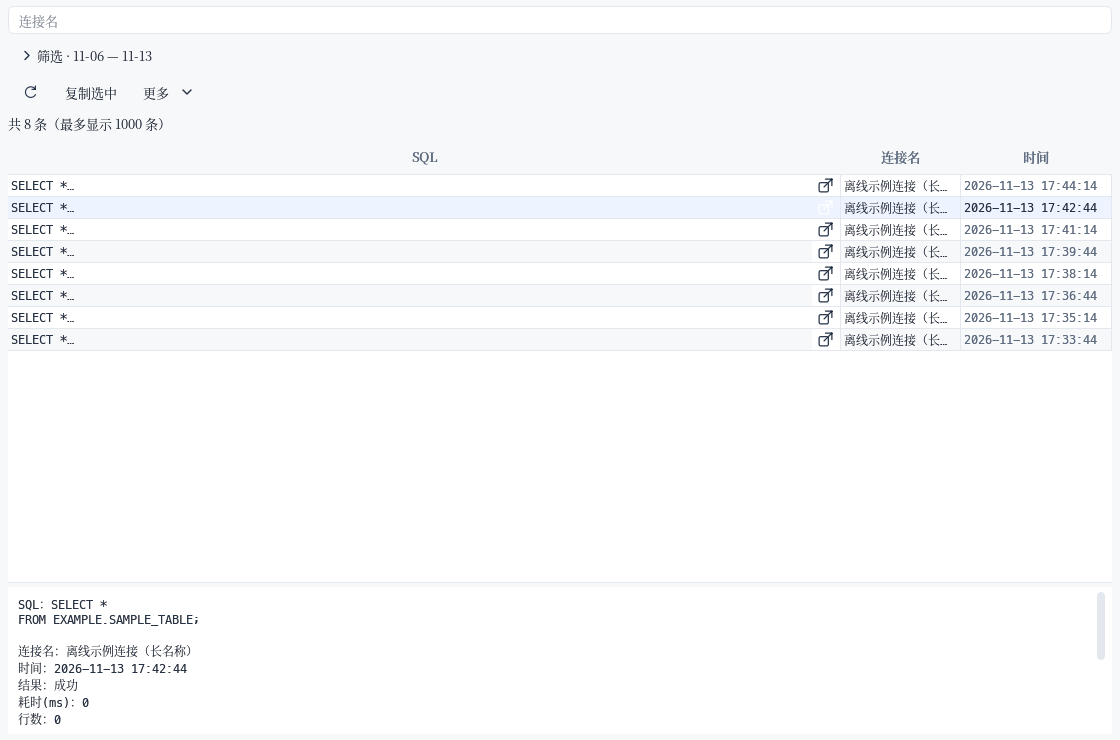 连接名
筛选 · 11-06 — 11-13
复制选中 更多
共 8 条（最多显示 1000 条）
SQL 连接名 时间
SELECT *… 离线示例连接（长… 2026-11-13 17:44:14
SELECT *… 离线示例连接（长… 2026-11-13 17:42:44
SELECT *… 离线示例连接（长… 2026-11-13 17:41:14
SELECT *… 离线示例连接（长… 2026-11-13 17:39:44
SELECT *… 离线示例连接（长… 2026-11-13 17:38:14
SELECT *… 离线示例连接（长… 2026-11-13 17:36:44
SELECT *… 离线示例连接（长… 2026-11-13 17:35:14
SELECT *… 离线示例连接（长… 2026-11-13 17:33:44
SQL: SELECT *
FROM EXAMPLE.SAMPLE_TABLE;
连接名: 离线示例连接（长名称）
时间: 2026-11-13 17:42:44
结果: 成功
耗时(ms): 0
行数: 0